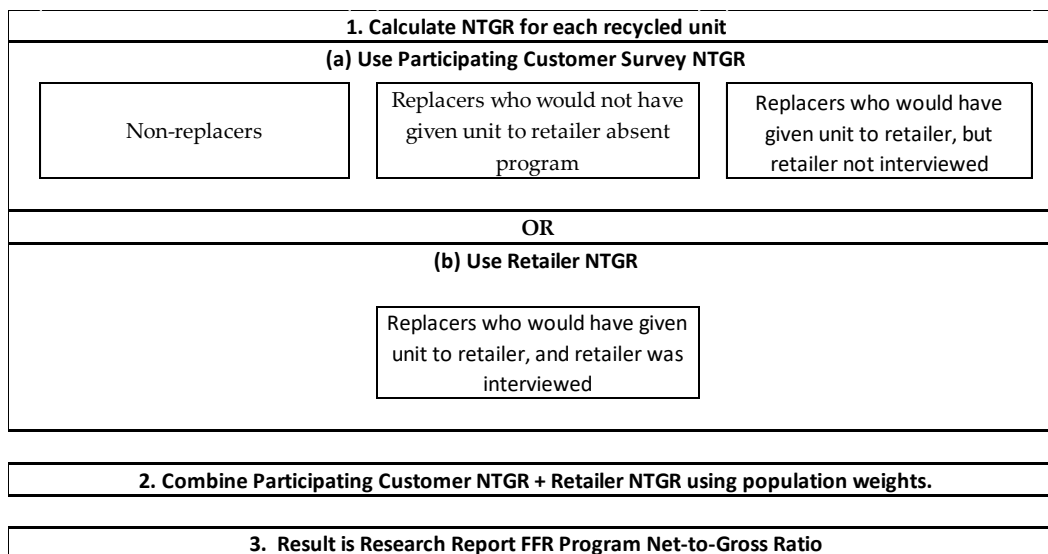 1. Calculate NTGR for each recycled unit
(a) Use Participating Customer Survey NTGR
Non-replacers
Replacers who would not have
given unit to retailer absent
program
Replacers who would have
given unit to retailer, but
retailer not interviewed
OR
(b) Use Retailer NTGR
Replacers who would have given
unit to retailer, and retailer was
interviewed
2. Combine Participating Customer NTGR + Retailer NTGR using population weights.
3. Result is Research Report FFR Program Net-to-Gross Ratio